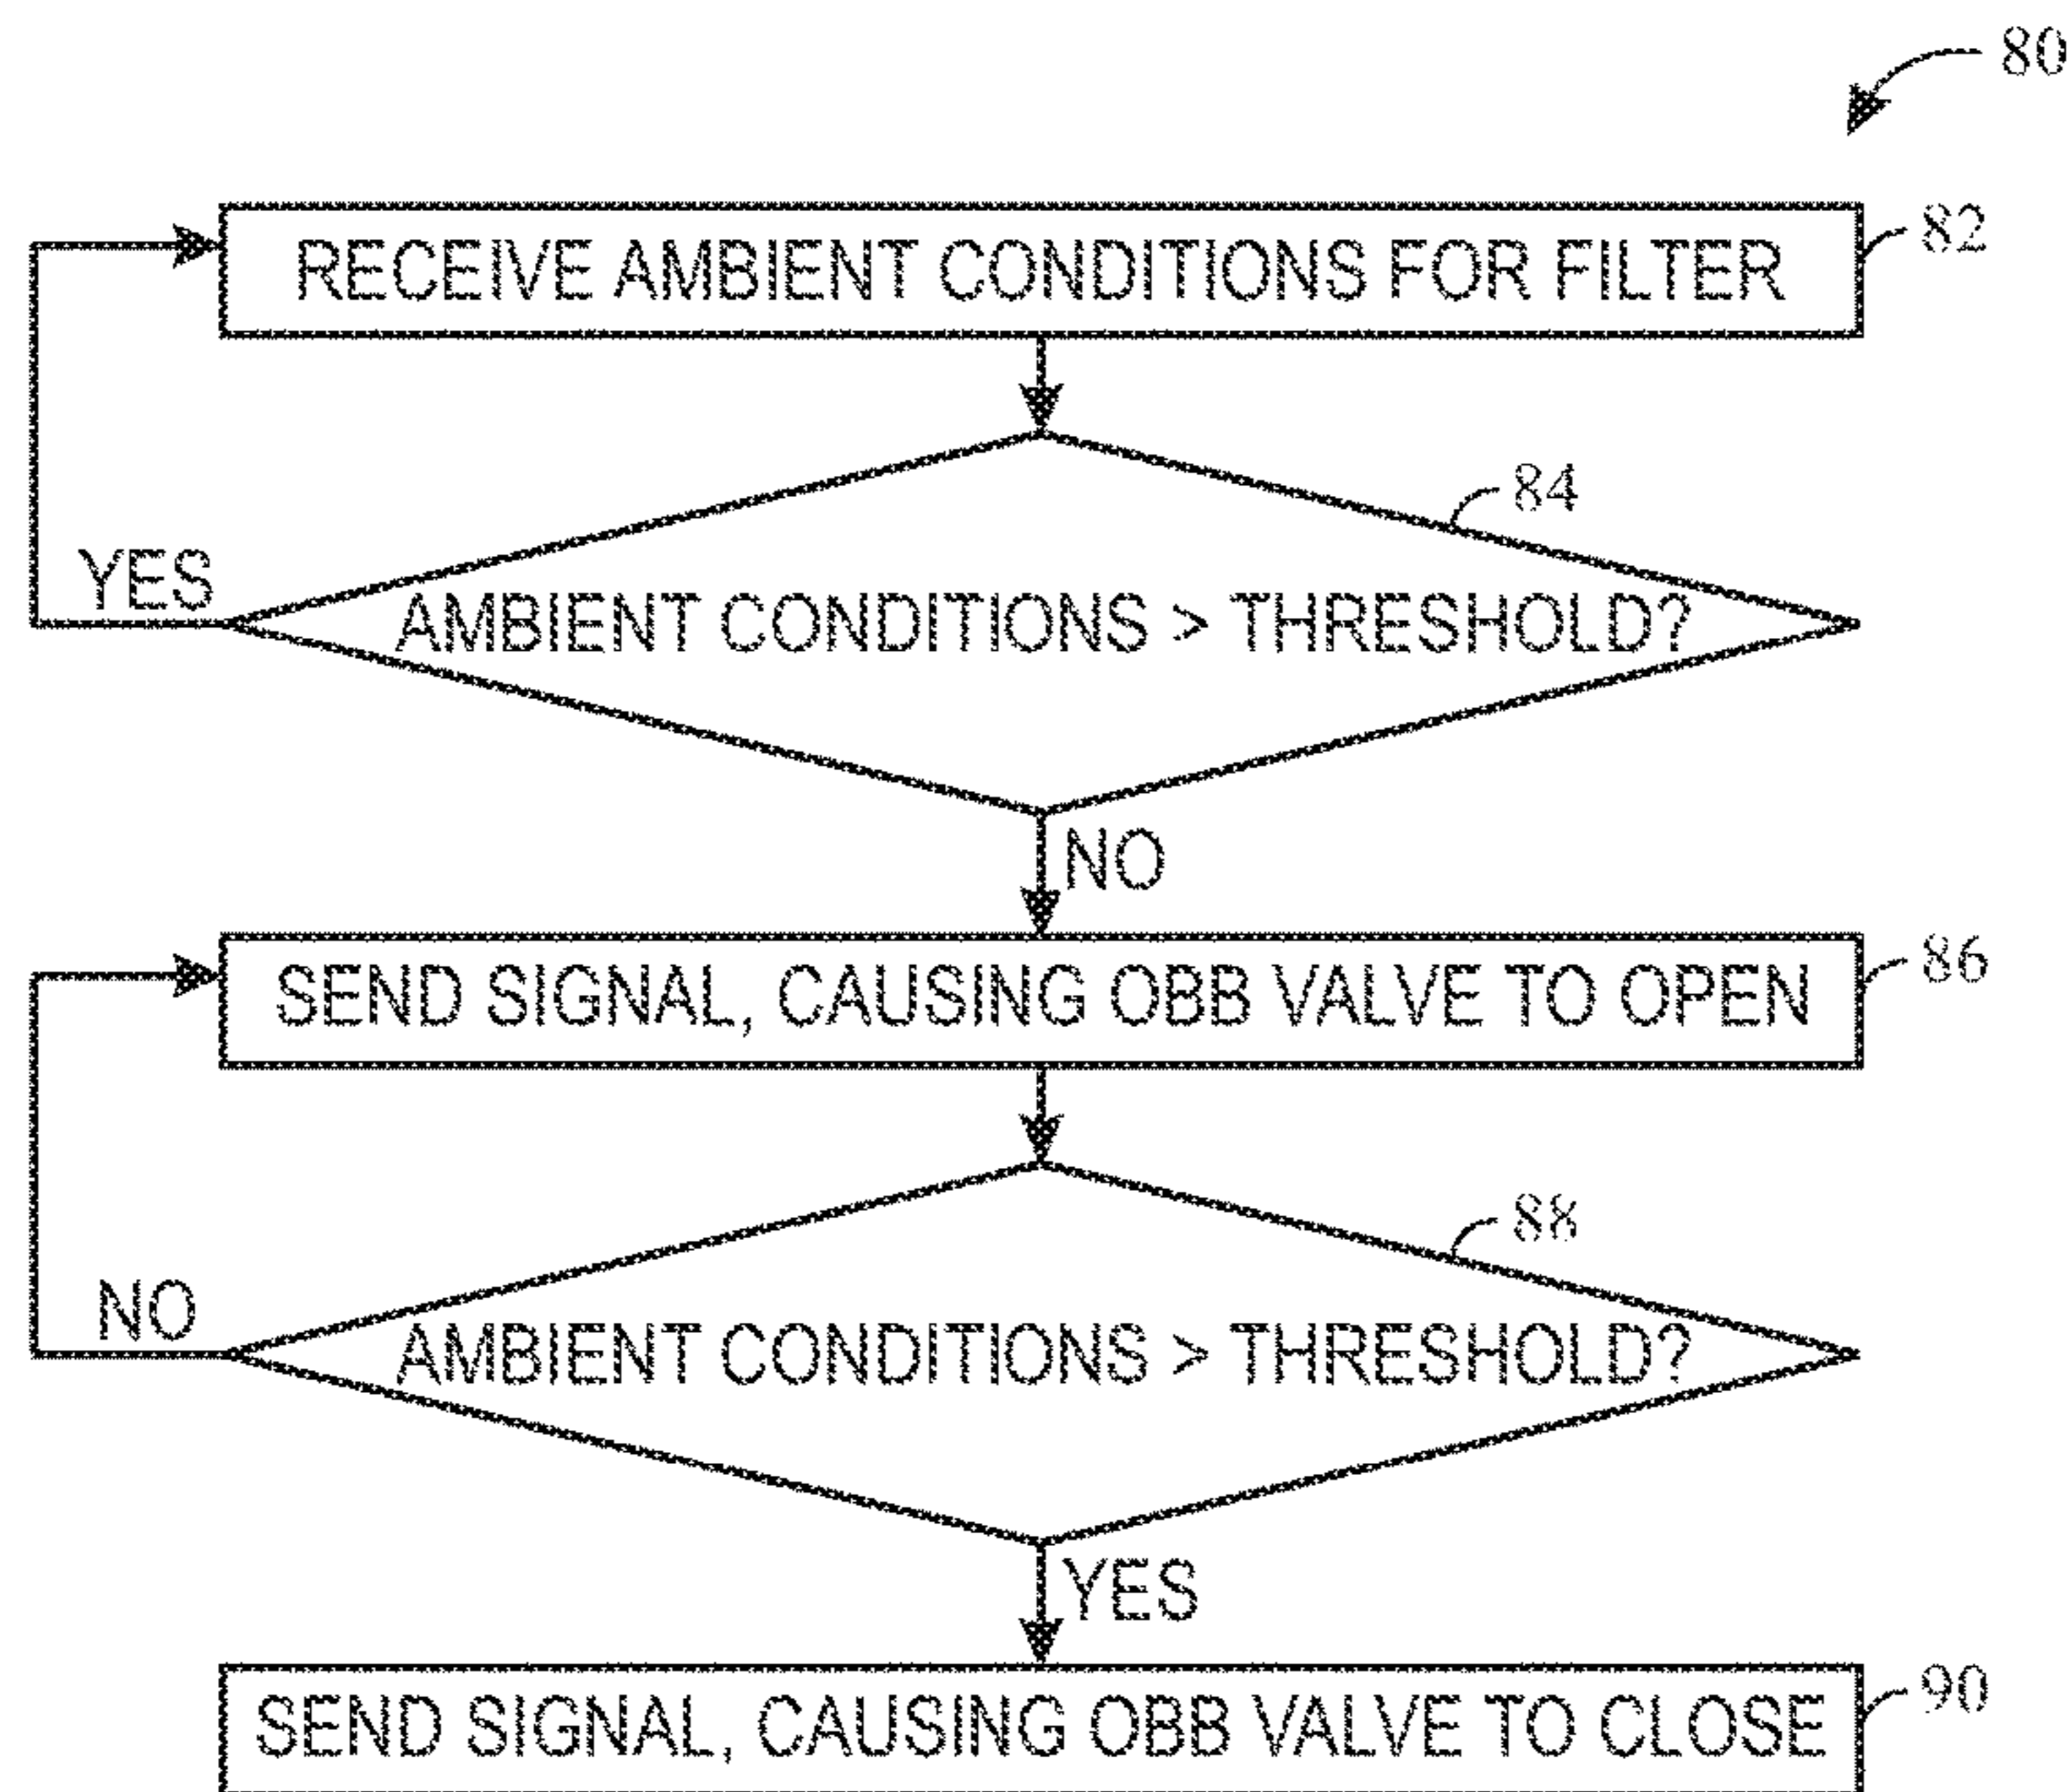 80
RECEIVE AMBIENT CONDITIONS FOR FILTER
82
84
YES
AMBIENT CONDITIONS > THRESHOLD?
NO
SEND SIGNAL, CAUSING OBB VALVE TO OPEN
86
88
NO
AMBIENT CONDITIONS > THRESHOLD?
YES
SEND SIGNAL, CAUSING OBB VALVE TO CLOSE
90